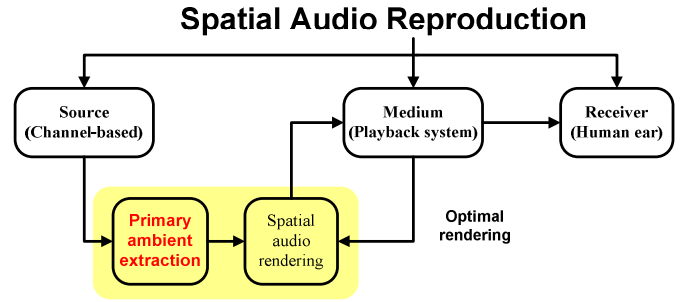 Spatial Audio Reproduction
Source
(Channel-based)
Medium
(Playback system)
Receiver
(Human ear)
Primary
ambient
extraction
Spatial
audio
rendering
Optimal
rendering